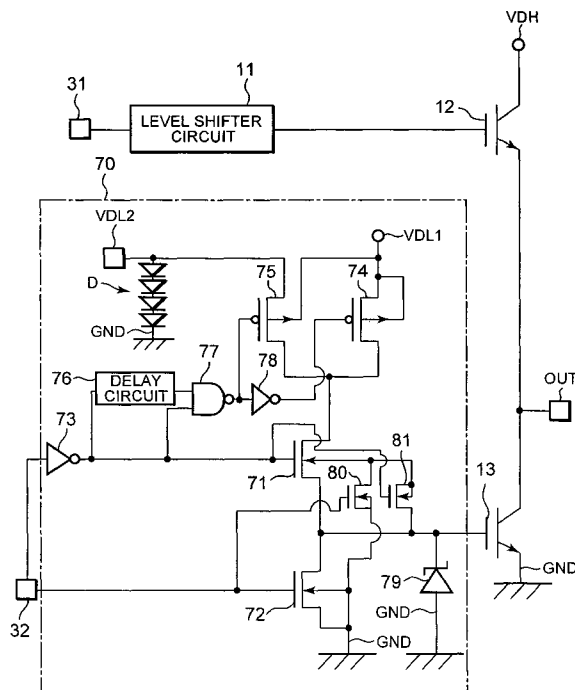 VDH
11
31
12
LEVEL SHIFTER
CIRCUIT
70
VDL2
VDL1
75
74
D
GND
77
78
76
DELAY
CIRCUIT
OUT
73
81
80
71
13
79
GND
72
GND
32
GND